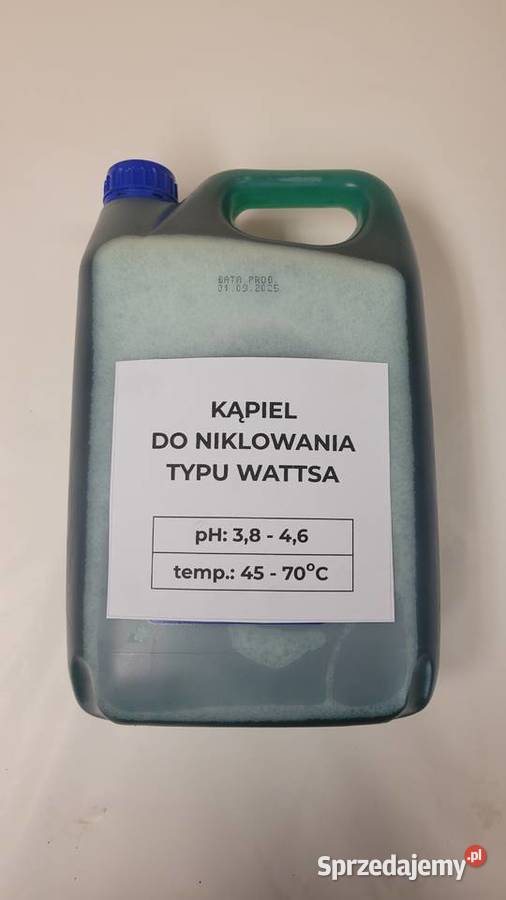 DATA PROD.
01.09.2025
KĄPIEL
DO NIKLOWANIA
TYPU WATTSA
pH: 3,8 - 4,6
temp.: 45 - 70°C
Sprzedajemy.pl